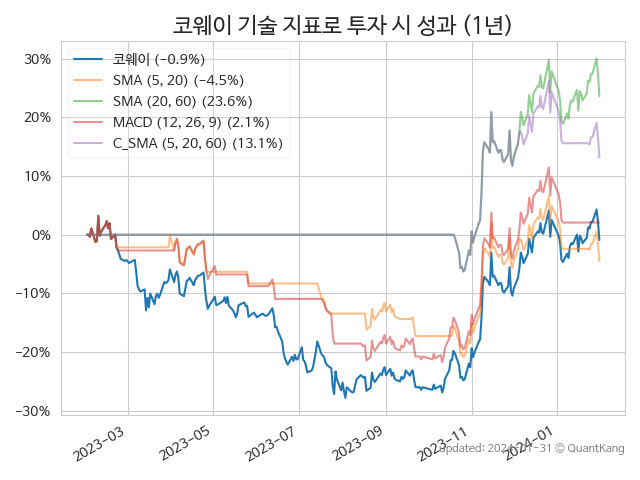 코웨이 기술 지표로 투자 시 성과 (1년)
코웨이 (−0.9%)
SMA (5, 20) (−4.5%)
SMA (20, 60) (23.6%)
MACD (12, 26, 9) (2.1%)
C_SMA (5, 20, 60) (13.1%)
30%
20%
10%
0%
−10%
−20%
−30%
2023-03
2023-05
2023-07
2023-09
2023-11
2024-01
Updated: 2024-01-31 © QuantKang